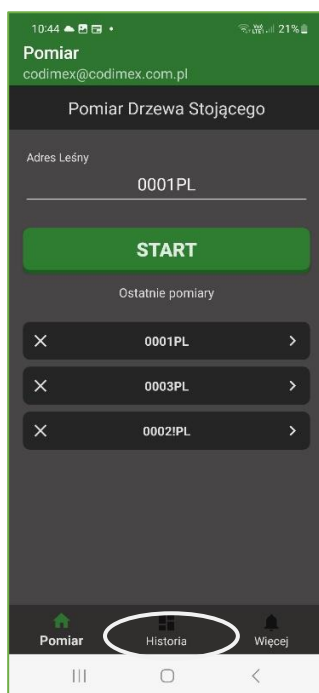 10:44 21%
Pomiar
codimex@codimex.com.pl
Pomiar Drzewa Stojącego
Adres Leśny
0001PL
START
Ostatnie pomiary
0001PL
0003PL
0002!PL
Pomiar Historia Więcej